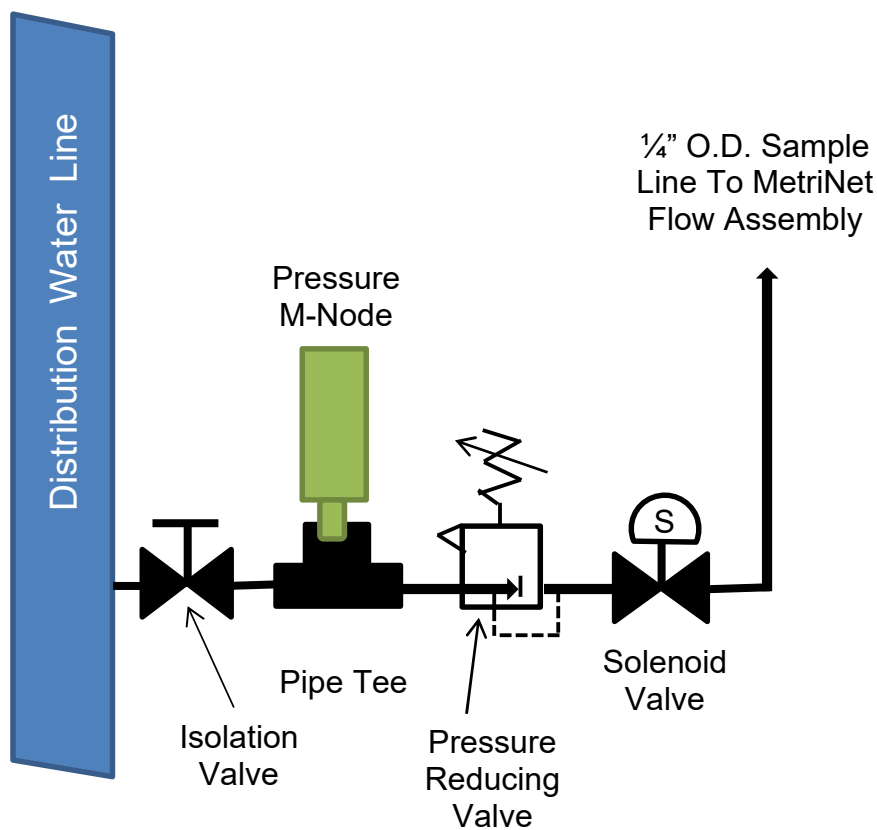 Distribution Water Line
¼” O.D. Sample
Line To MetriNet
Flow Assembly
Pressure
M-Node
S
Pipe Tee
Solenoid
Valve
Isolation
Valve
Pressure
Reducing
Valve